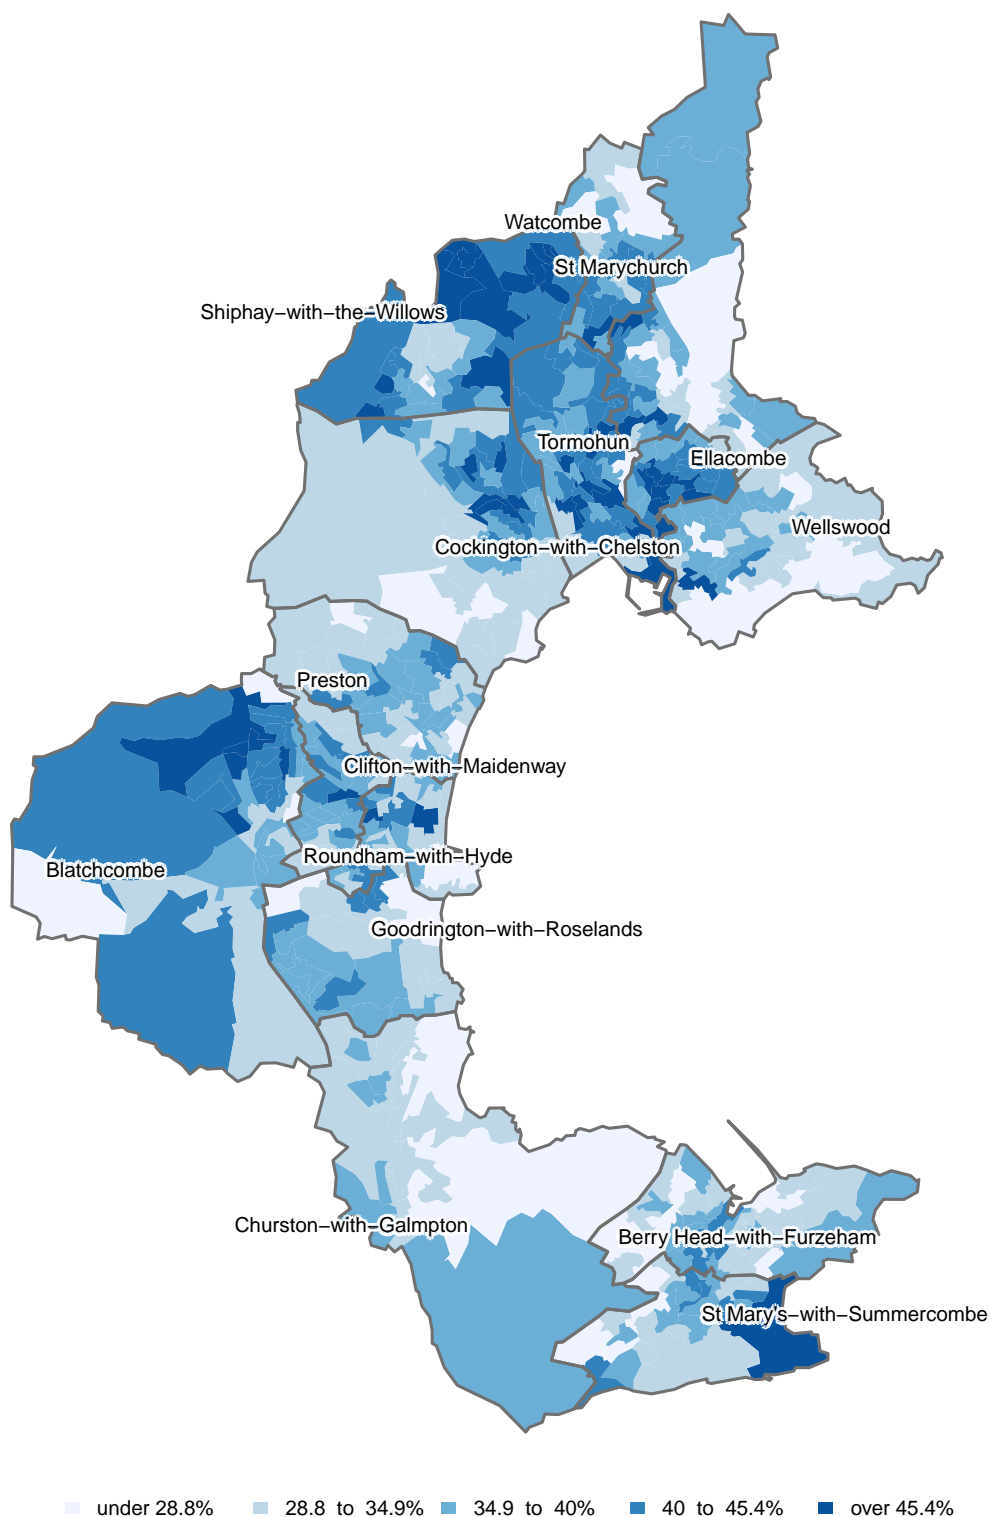 Watcombe
St Marychurch
Shiphay−with−the−Willows
Tormohun
Ellacombe
Wellswood
Cockington−with−Chelston
Preston
Clifton−with−Maidenway
Roundham−with−Hyde
Blatchcombe
Goodrington−with−Roselands
Churston−with−Galmpton
Berry Head−with−Furzeham
St Mary's−with−Summercombe
under 28.8% 28.8 to 34.9% 34.9 to 40% 40 to 45.4% over 45.4%